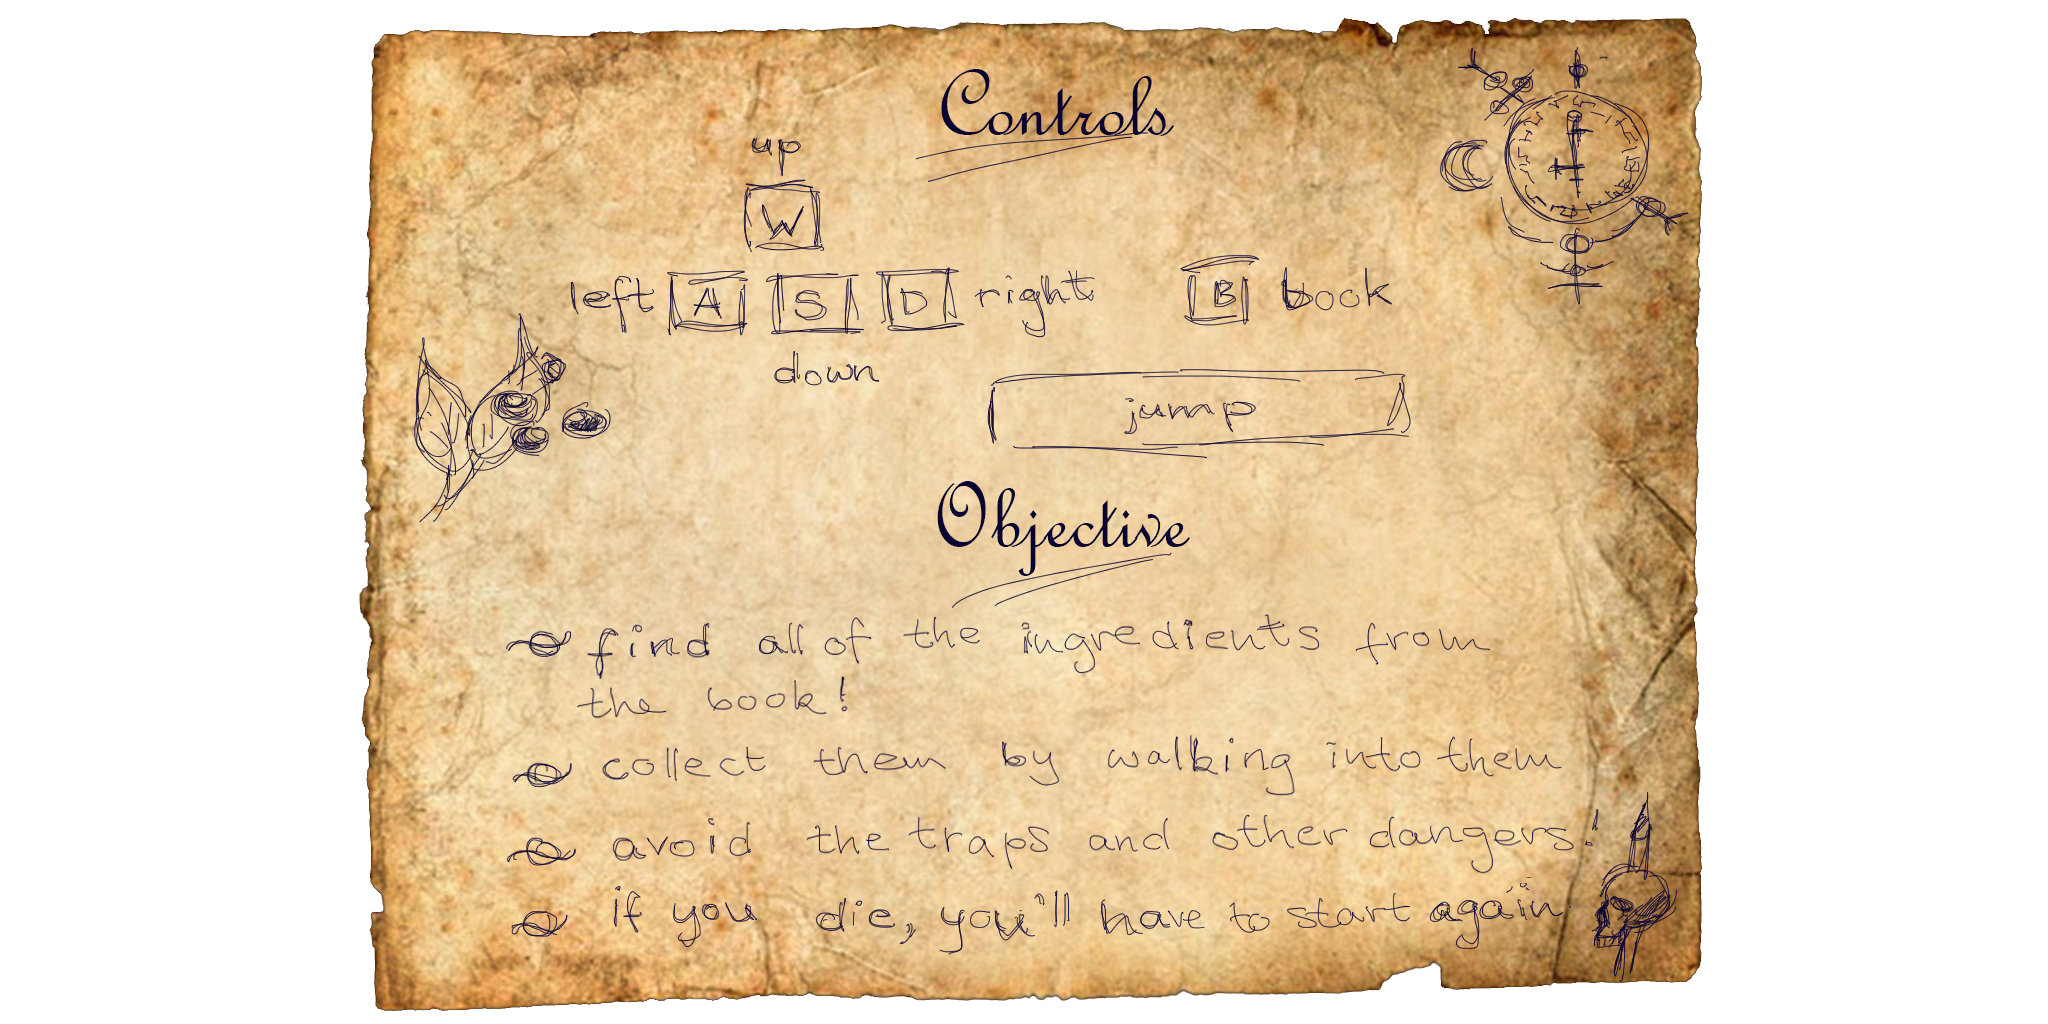 Controls
up
W
left A S D right B book
down
jump
Objective
find all of the ingredients from
the book!
collect them by walking into them
avoid the traps and other dangers!
if you die, you'll have to start again